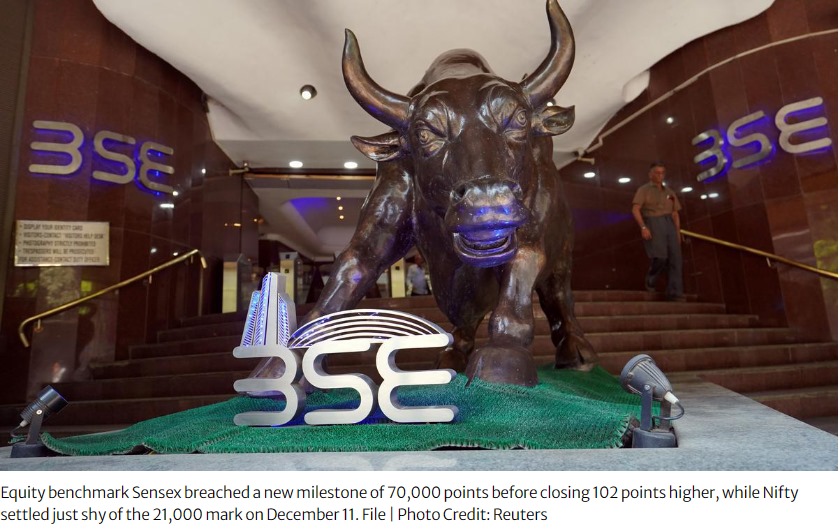 BSE
BSE
- DISPLAY YOUR IDENTITY CARD
- VISITORS-CONTACT "VISITORS HELP DESK
- PHOTOGRAPHY STRICTLY PROHIBITED
- TRESPASSERS WILL BE PROSECUTED
FOR ASSISTANCE-CONTACT DUTY OFFICER
BSE
Equity benchmark Sensex breached a new milestone of 70,000 points before closing 102 points higher, while Nifty
settled just shy of the 21,000 mark on December 11. File | Photo Credit: Reuters